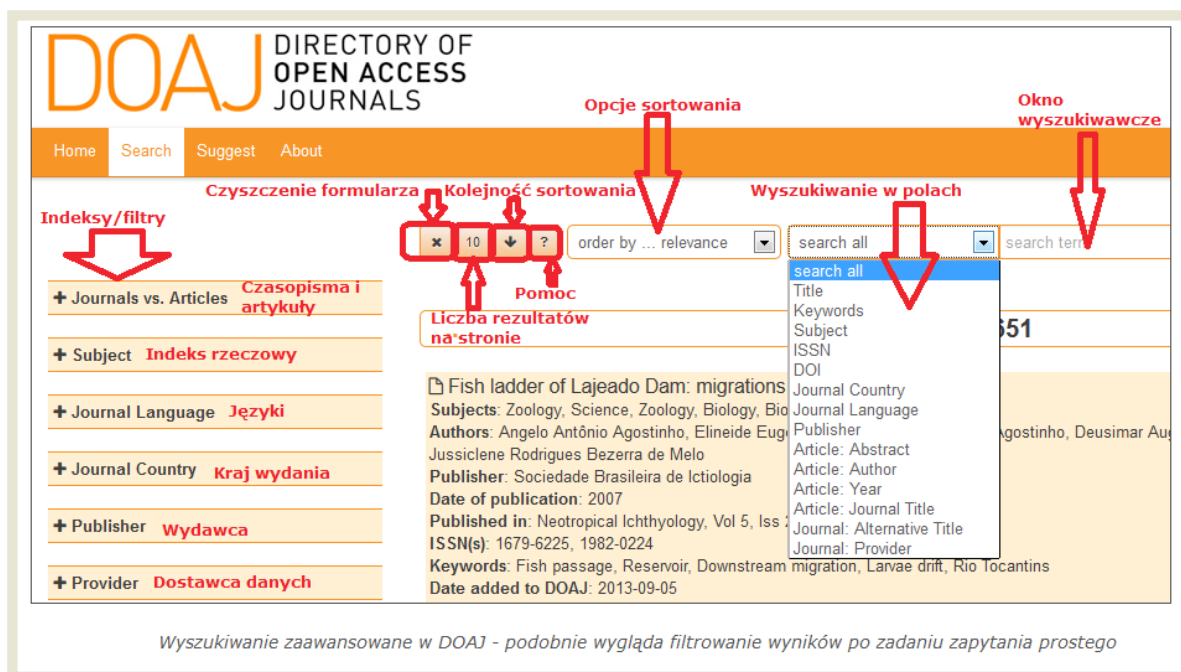 DOAJ
DIRECTORY OF
OPEN ACCESS
JOURNALS
Opcje sortowania
Okno
wyszukiwawcze
Home Search Suggest About
Czyszczenie formularza
Kolejność sortowania
Wyszukiwanie w polach
Indeksy/filtry
10
?
order by ... relevance
search all
search term
Pomoc
Liczba rezultatów
na stronie
651
+ Journals vs. Articles
Czasopisma i
artykuły
+ Subject Indeks rzeczowy
+ Journal Language Języki
+ Journal Country Kraj wydania
+ Publisher Wydawca
+ Provider Dostawca danych
search all
Title
Keywords
Subject
ISSN
DOI
Journal Country
Journal Language
Publisher
Article: Abstract
Article: Author
Article: Year
Article: Journal Title
Journal: Alternative Title
Journal: Provider
Fish ladder of Lajeado Dam: migrations
Subjects: Zoology, Science, Zoology, Biology, Bio
Authors: Angelo Antônio Agostinho, Elineide Euge gostinho, Deusimar Aug
Jussiclene Rodrigues Bezerra de Melo
Publisher: Sociedade Brasileira de Ictiologia
Date of publication: 2007
Published in: Neotropical Ichthyology, Vol 5, Iss
ISSN(s): 1679-6225, 1982-0224
Keywords: Fish passage, Reservoir, Downstream migration, Larvae drift, Rio Tocantins
Date added to DOAJ: 2013-09-05
Wyszukiwanie zaawansowane w DOAJ - podobnie wygląda filtrowanie wyników po zadaniu zapytania prostego